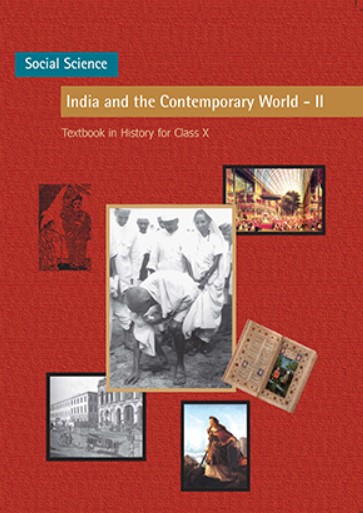 Social Science
India and the Contemporary World - II
Textbook in History for Class X